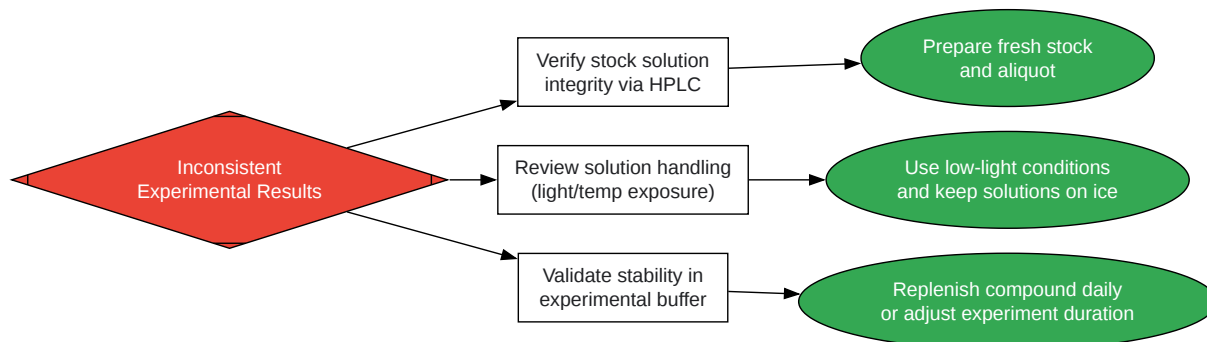 Inconsistent
Experimental Results
Verify stock solution
integrity via HPLC
Prepare fresh stock
and aliquot
Review solution handling
(light/temp exposure)
Use low-light conditions
and keep solutions on ice
Validate stability in
experimental buffer
Replenish compound daily
or adjust experiment duration